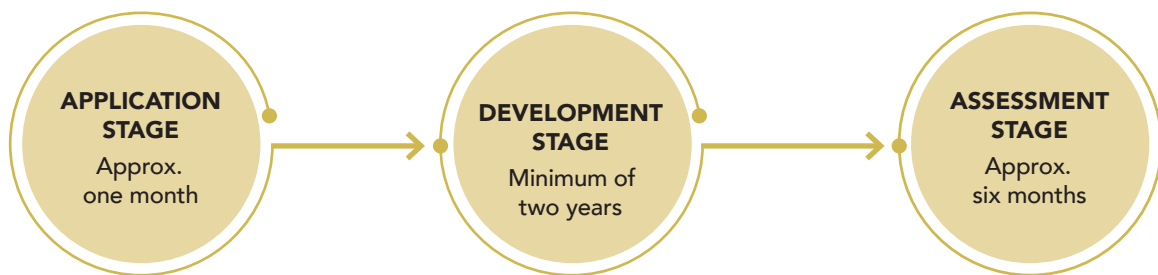 APPLICATION
STAGE
Approx.
one month
DEVELOPMENT
STAGE
Minimum of
two years
ASSESSMENT
STAGE
Approx.
six months